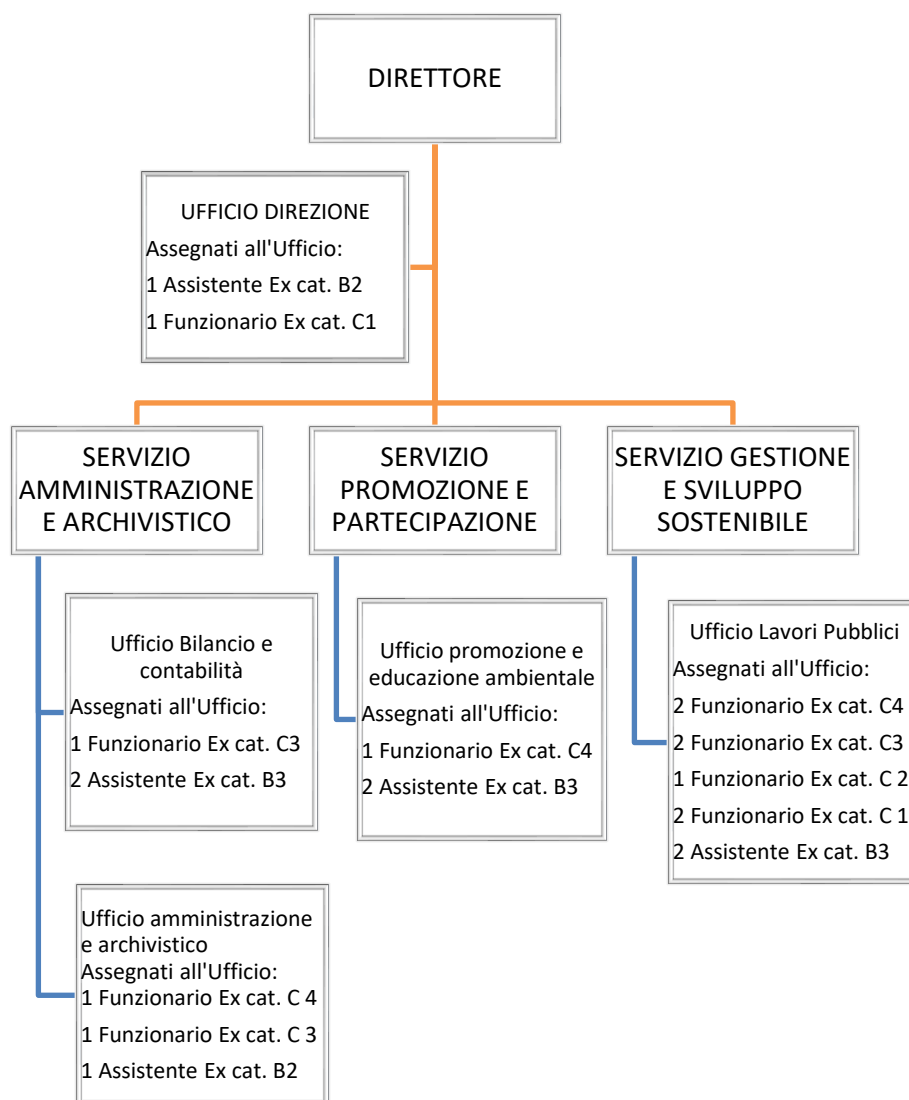 DIRETTORE
UFFICIO DIREZIONE
Assegnati all'Ufficio:
1 Assistente Ex cat. B2
1 Funzionario Ex cat. C1
SERVIZIO
AMMINISTRAZIONE
E ARCHIVISTICO
SERVIZIO
PROMOZIONE E
PARTECIPAZIONE
SERVIZIO GESTIONE
E SVILUPPO
SOSTENIBILE
Ufficio Bilancio e
contabilità
Assegnati all'Ufficio:
1 Funzionario Ex cat. C3
2 Assistente Ex cat. B3
Ufficio amministrazione
e archivistico
Assegnati all'Ufficio:
1 Funzionario Ex cat. C 4
1 Funzionario Ex cat. C 3
1 Assistente Ex cat. B2
Ufficio promozione e
educazione ambientale
Assegnati all'Ufficio:
1 Funzionario Ex cat. C4
2 Assistente Ex cat. B3
Ufficio Lavori Pubblici
Assegnati all'Ufficio:
2 Funzionario Ex cat. C4
2 Funzionario Ex cat. C3
1 Funzionario Ex cat. C 2
2 Funzionario Ex cat. C 1
2 Assistente Ex cat. B3